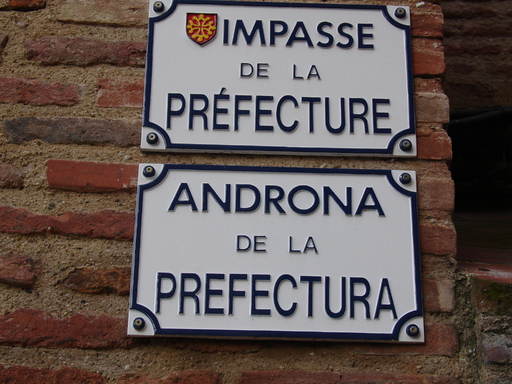 IMPASSE
DE LA
PRÉFECTURE
ANDRONA
DE LA
PREFECTURA